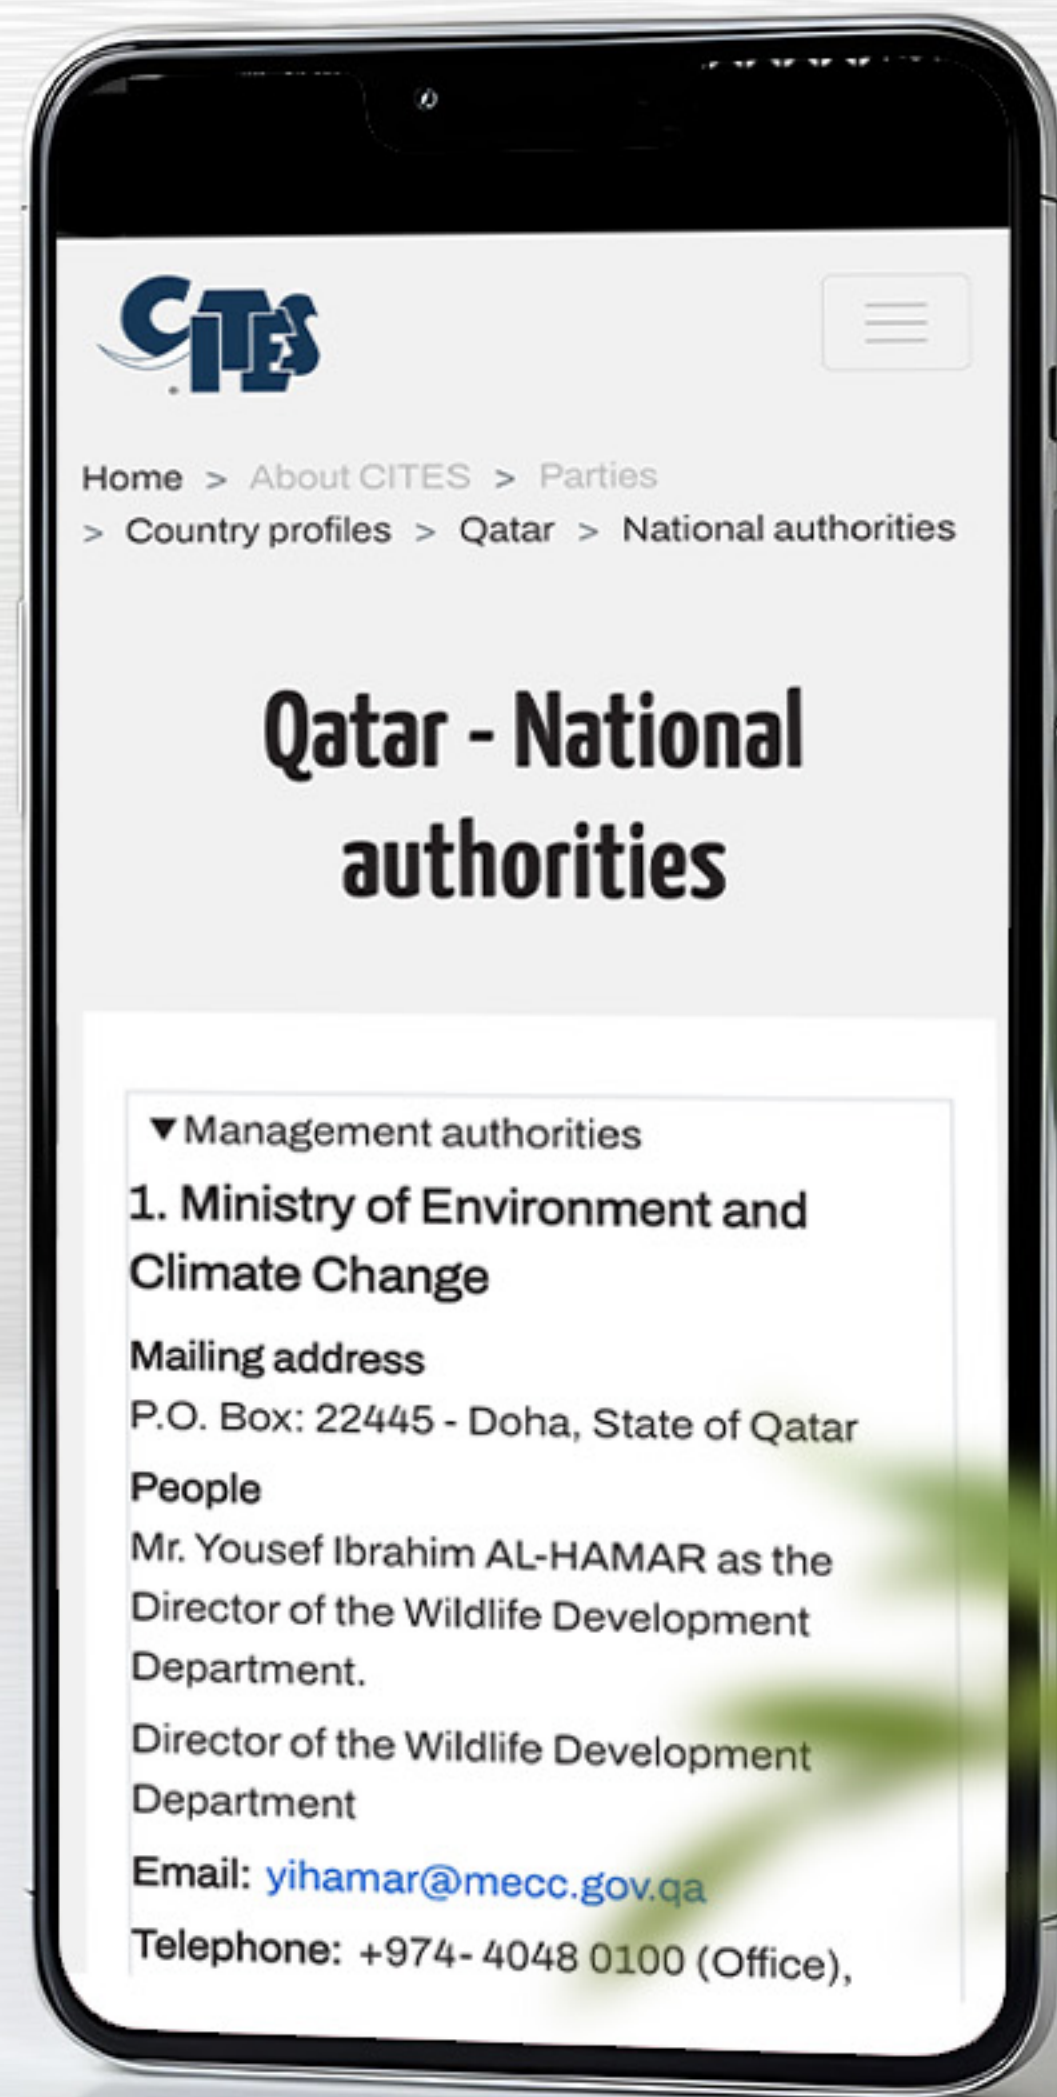 CITES
Home > About CITES > Parties
> Country profiles > Qatar > National authorities
Qatar - National
authorities
▼Management authorities
1. Ministry of Environment and
Climate Change
Mailing address
P.O. Box: 22445 - Doha, State of Qatar
People
Mr. Yousef Ibrahim AL-HAMAR as the
Director of the Wildlife Development
Department.
Director of the Wildlife Development
Department
Email: yihamar@mecc.gov.qa
Telephone: +974- 4048 0100 (Office),